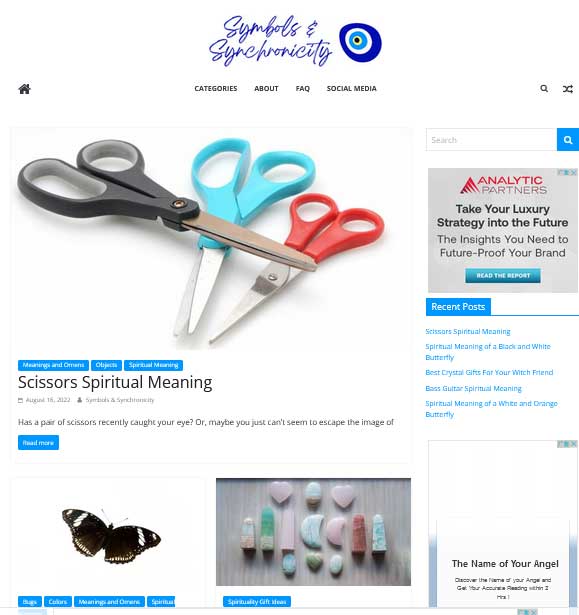 Symbols &
Synchronicity
CATEGORIES ABOUT FAQ SOCIAL MEDIA
Search
ANALYTIC
PARTNERS
Take Your Luxury
Strategy into the Future
The Insights You Need to
Future-Proof Your Brand
READ THE REPORT
Recent Posts
Scissors Spiritual Meaning
Spiritual Meaning of a Black and White
Butterfly
Best Crystal Gifts For Your Witch Friend
Bass Guitar Spiritual Meaning
Spiritual Meaning of a White and Orange
Butterfly
Meanings and Omens Objects Spiritual Meaning
Scissors Spiritual Meaning
August 16, 2022 Symbols & Synchronicity
Has a pair of scissors recently caught your eye? Or, maybe you just can't seem to escape the image of
Read more
The Name of Your Angel
Discover the Name of your Angel and
Get Your Accurate Reading within 2
Hrs |
Bugs Colors Meanings and Omens Spiritual
Spirituality Gift Ideas